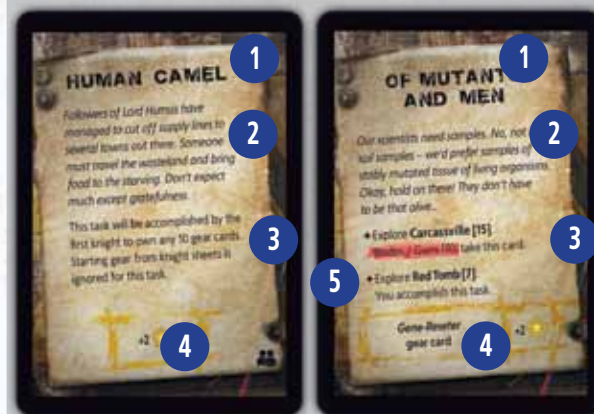 HUMAN CAMEL
1
Followers of Lord Humus have
managed to cut off supply lines to
several towns out there. Someone
must travel the wasteland and bring
food to the starving. Don't expect
much except gratefulness.
2
This task will be accomplished by the
first knight to own any 10 gear cards.
Starting gear from knight sheets is
ignored for this task.
3
+2
4
OF MUTANT
AND MEN
1
Our scientists need samples. No, not
soil samples – we'd prefer samples of
visibly mutated tissue of living organisms.
Okay, hold on there! They don't have
to be that alive...
2
Explore Carcassville [15].
take this card.
3
Explore Red Tomb [7].
You accomplish this task.
5
Gene-Reseter
gear card
+2
4